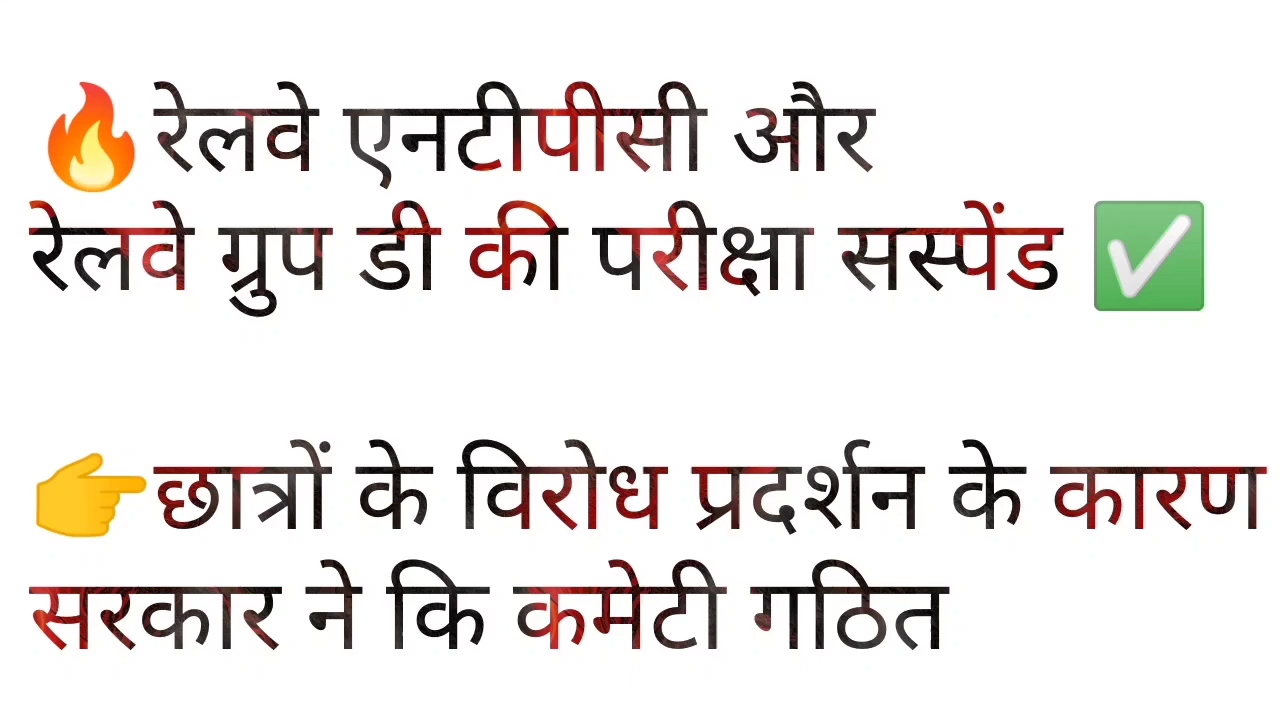 🔥रेलवे एनटीपीसी और
रेलवे ग्रुप डी की परीक्षा सस्पेंड ✅
👉छात्रों के विरोध प्रदर्शन के कारण
सरकार ने कि कमेटी गठित